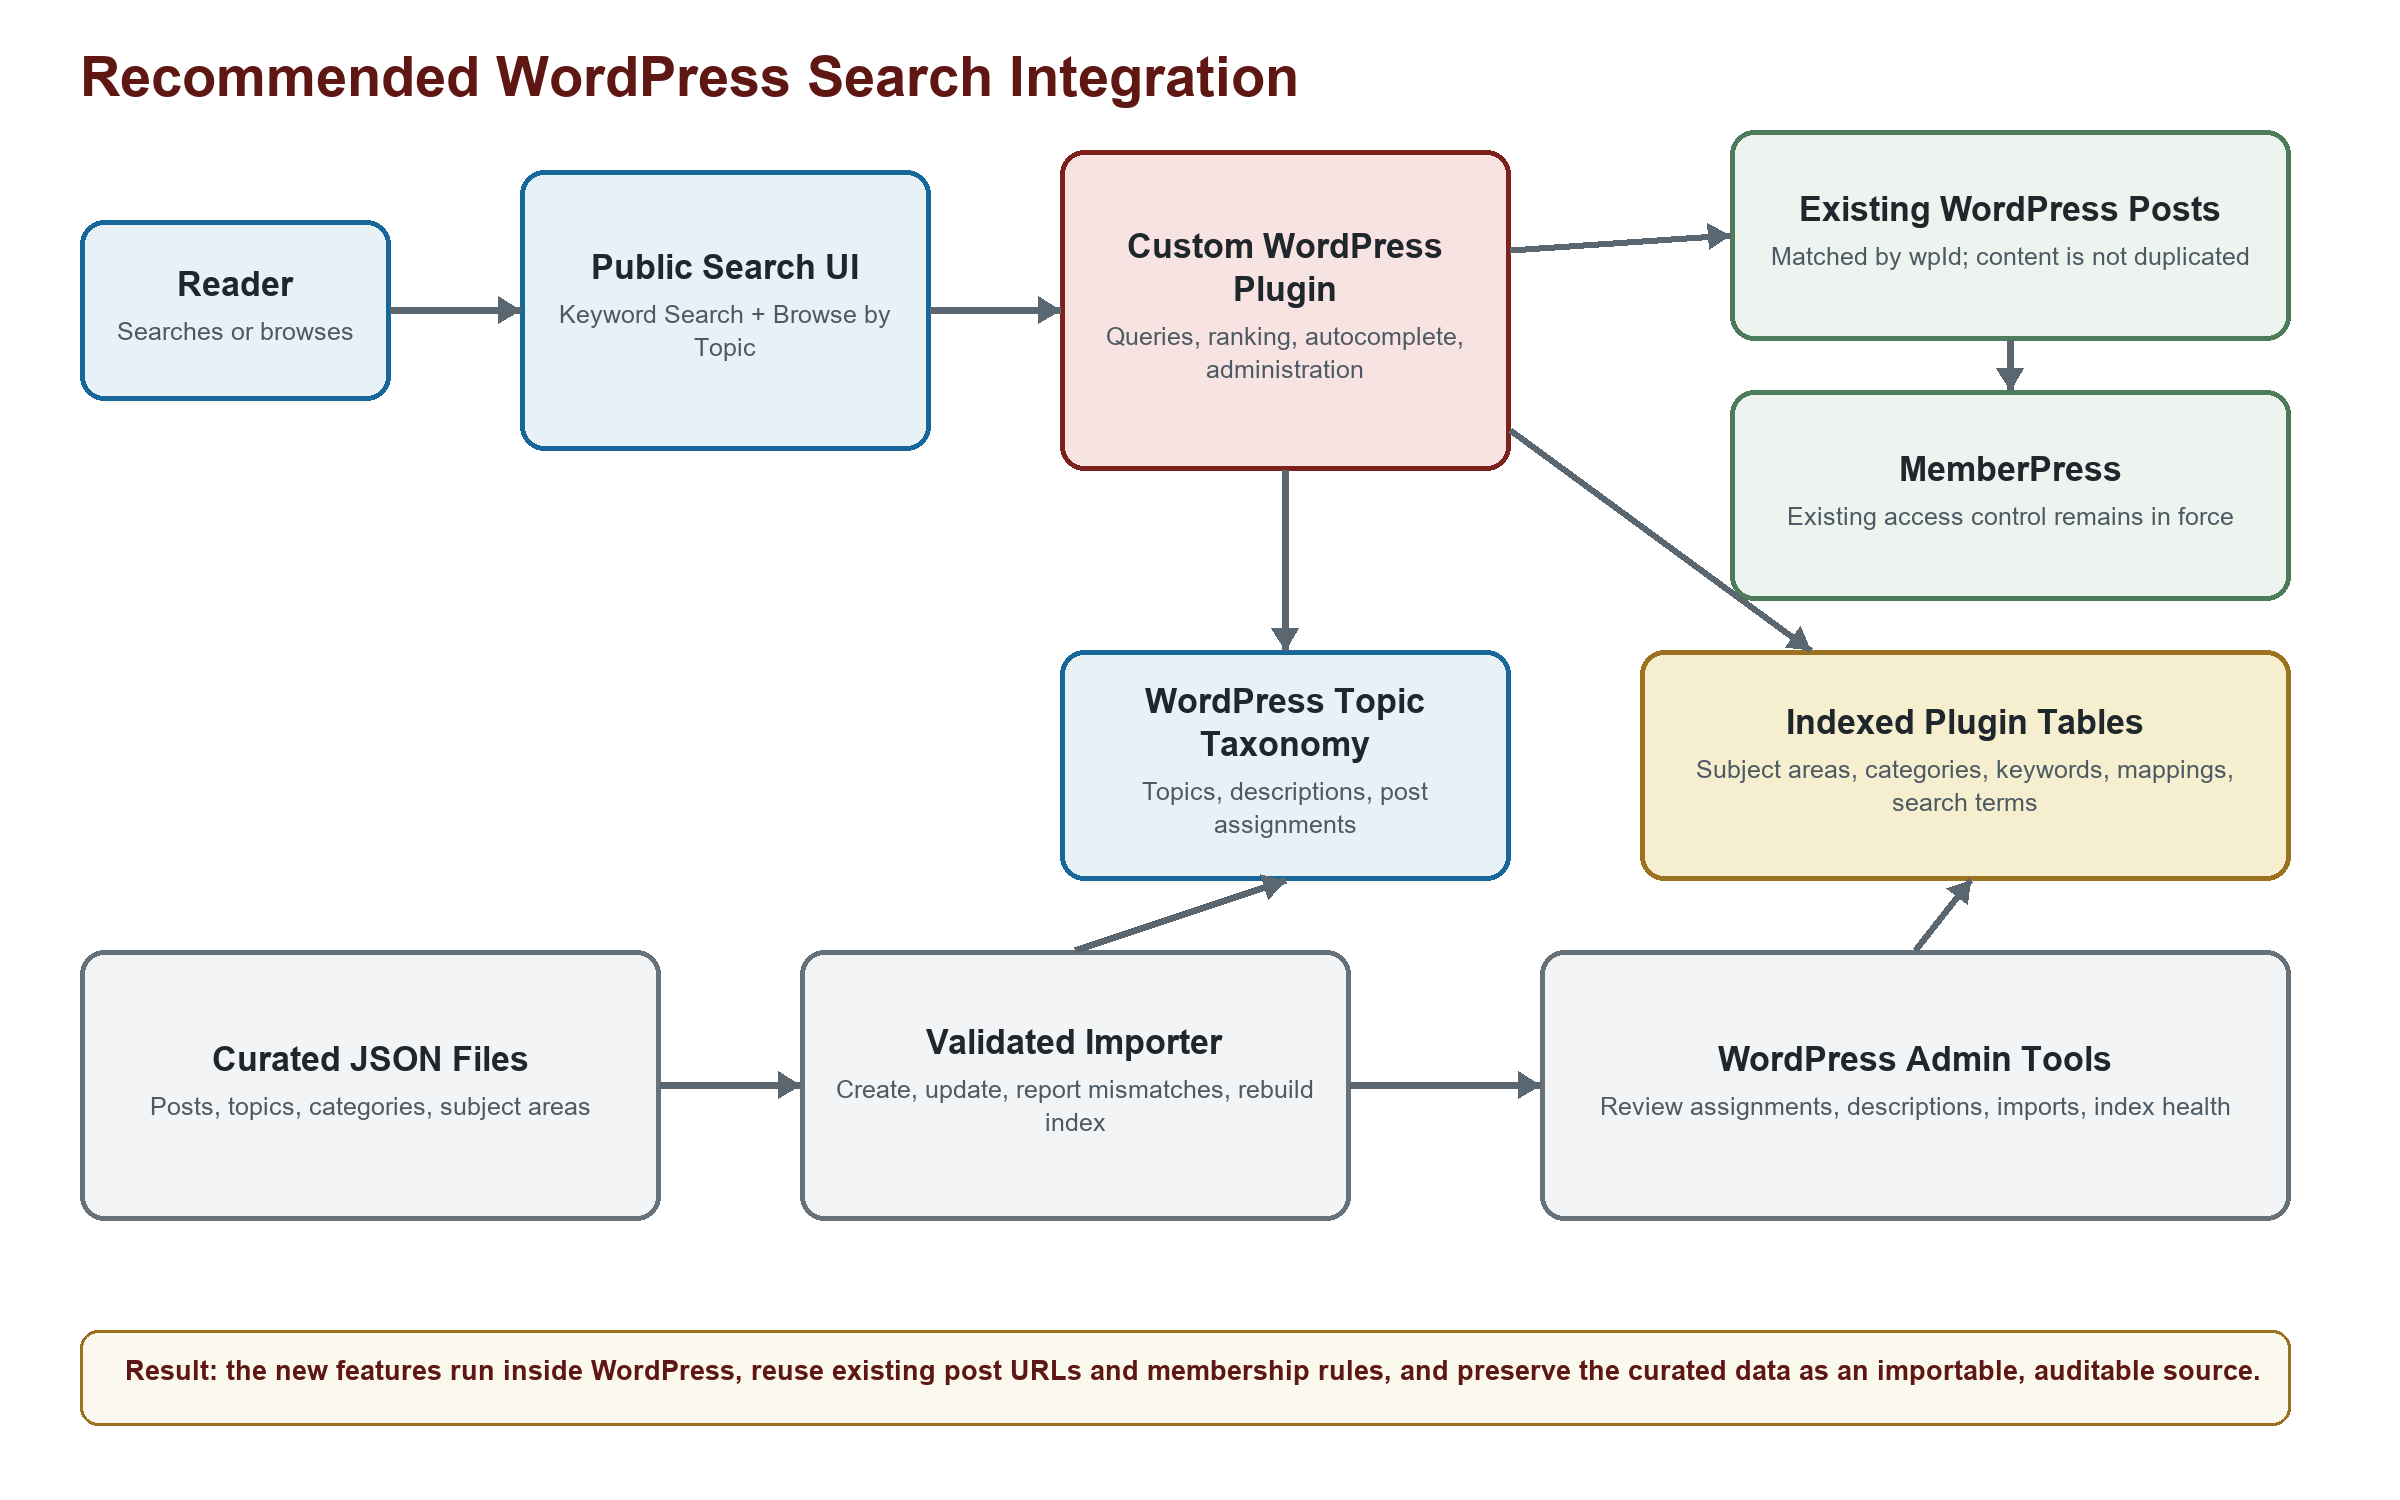 Recommended WordPress Search Integration
Reader
Searches or browses
Public Search UI
Keyword Search + Browse by
Topic
Custom WordPress
Plugin
Queries, ranking, autocomplete,
administration
Existing WordPress Posts
Matched by wpId; content is not duplicated
MemberPress
Existing access control remains in force
WordPress Topic
Taxonomy
Topics, descriptions, post
assignments
Indexed Plugin Tables
Subject areas, categories, keywords, mappings,
search terms
Curated JSON Files
Posts, topics, categories, subject areas
Validated Importer
Create, update, report mismatches, rebuild
index
WordPress Admin Tools
Review assignments, descriptions, imports, index health
Result: the new features run inside WordPress, reuse existing post URLs and membership rules, and preserve the curated data as an importable, auditable source.